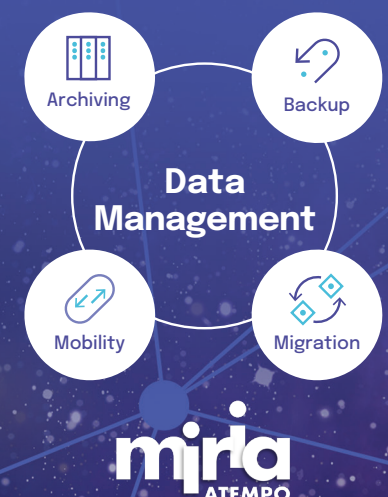 Archiving
Backup
Data
Management
Mobility
Migration
miria
ATEMPO